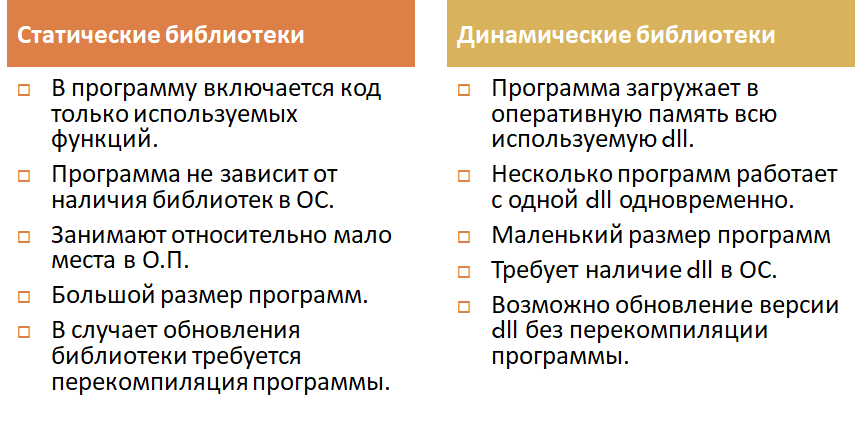 Статические библиотеки
В программу включается код
только используемых
функций.
Программа не зависит от
наличия библиотек в ОС.
Занимают относительно мало
места в О.П.
Большой размер программ.
В случает обновления
библиотеки требуется
перекомпиляция программы.
Динамические библиотеки
Программа загружает в
оперативную память всю
используемую dll.
Несколько программ работает
с одной dll одновременно.
Маленький размер программ
Требует наличие dll в ОС.
Возможно обновление версии
dll без перекомпиляции
программы.